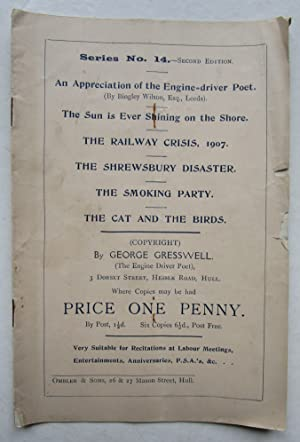 Series No. 14.—Second Edition.
An Appreciation of the Engine-driver Poet.
(By Bingley Wilson, Esq., Leeds).
The Sun is Ever Shining on the Shore.
THE RAILWAY CRISIS, 1907.
THE SHREWSBURY DISASTER.
THE SMOKING PARTY.
THE CAT AND THE BIRDS.
(COPYRIGHT)
By GEORGE GRESSWELL.
(The Engine Driver Poet),
3 Dorset Street, Hessle Road, Hull.
Where Copies may be had
PRICE ONE PENNY.
By Post, 1½d. Six Copies 6½d., Post Free.
Very Suitable for Recitations at Labour Meetings,
Entertainments, Anniversaries, P.S.A's., &c. . . .
Ombler & Sons, 26 & 27 Mason Street, Hull.